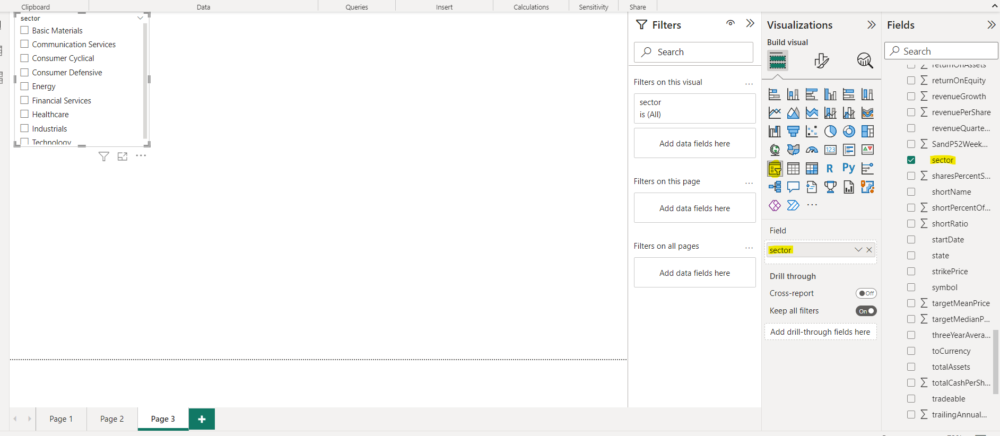 Clipboard
Data
Queries
Insert
Calculations
Sensitivity
Share
sector
Basic Materials
Communication Services
Consumer Cyclical
Consumer Defensive
Energy
Financial Services
Healthcare
Industrials
Technology
Filters
Search
Filters on this visual
...
sector
is (All)
Add data fields here
Filters on this page
...
Add data fields here
Filters on all pages
...
Add data fields here
Visualizations
Build visual
123
R
Py
...
Field
sector
Drill through
Cross-report
Off
Keep all filters
On
Add drill-through fields here
Fields
Search
returnOnAssets
returnOnEquity
revenueGrowth
revenuePerShare
revenueQuarte...
SandP52Week...
sector
sharesPercentS...
shortName
shortPercentOf...
shortRatio
startDate
state
strikePrice
symbol
targetMeanPrice
targetMedianP...
threeYearAvera...
toCurrency
totalAssets
totalCashPerSh...
tradeable
trailingAnnual...
Page 1
Page 2
Page 3